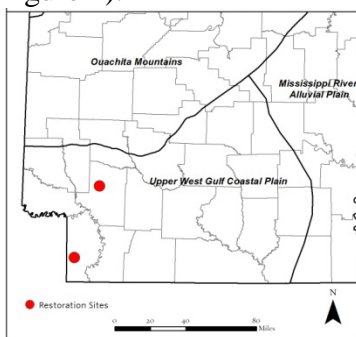 Ouachita Mountains
Mississippi River
Alluvial Plain
Upper West Gulf Coastal Plain
Restoration Sites
N
0 20 40 80
Miles